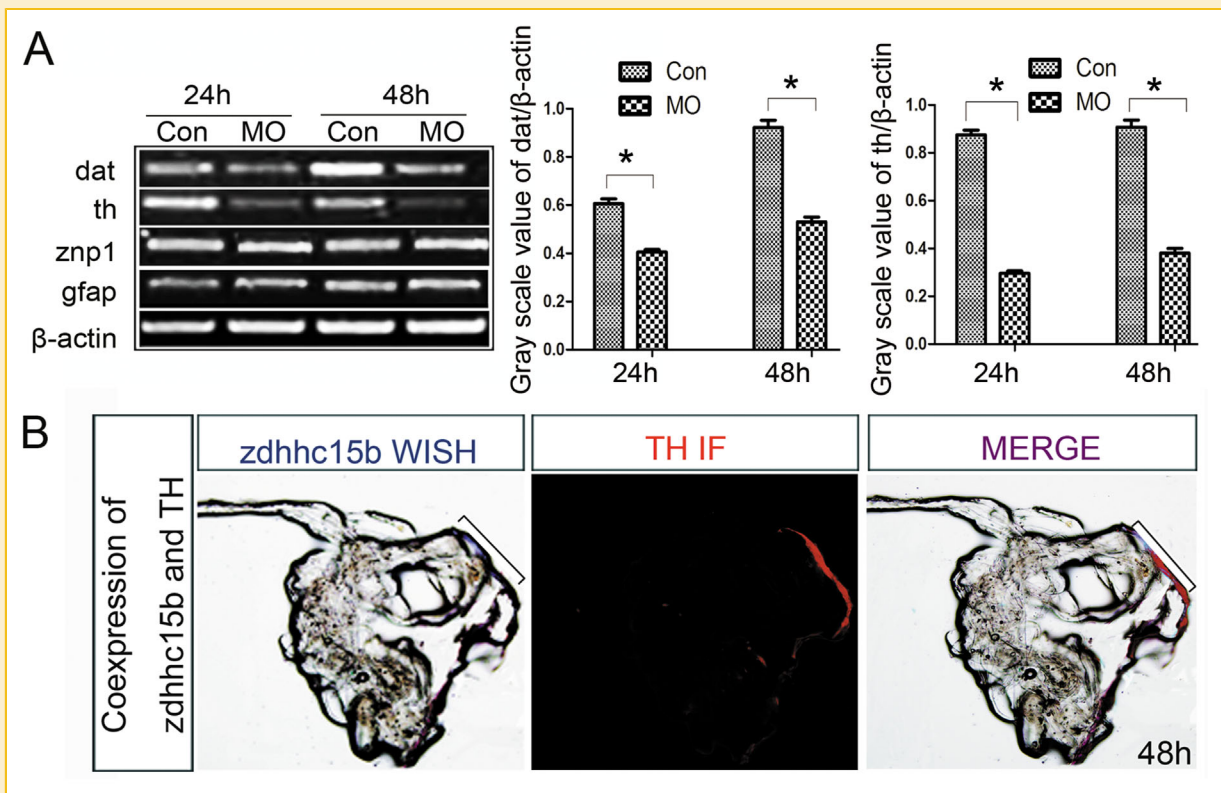 A
24h 48h
Con MO Con MO
dat
th
znp1
gfap
β-actin
Gray scale value of dat/β-actin
Con
MO
1.0
0.8
0.6
0.4
0.2
0.0
*
*
24h 48h
Gray scale value of th/β-actin
Con
MO
1.0
0.8
0.6
0.4
0.2
0.0
*
*
24h 48h
B
Coexpression of
zdhhc15b and TH
zdhhc15b WISH
TH IF
MERGE
48h